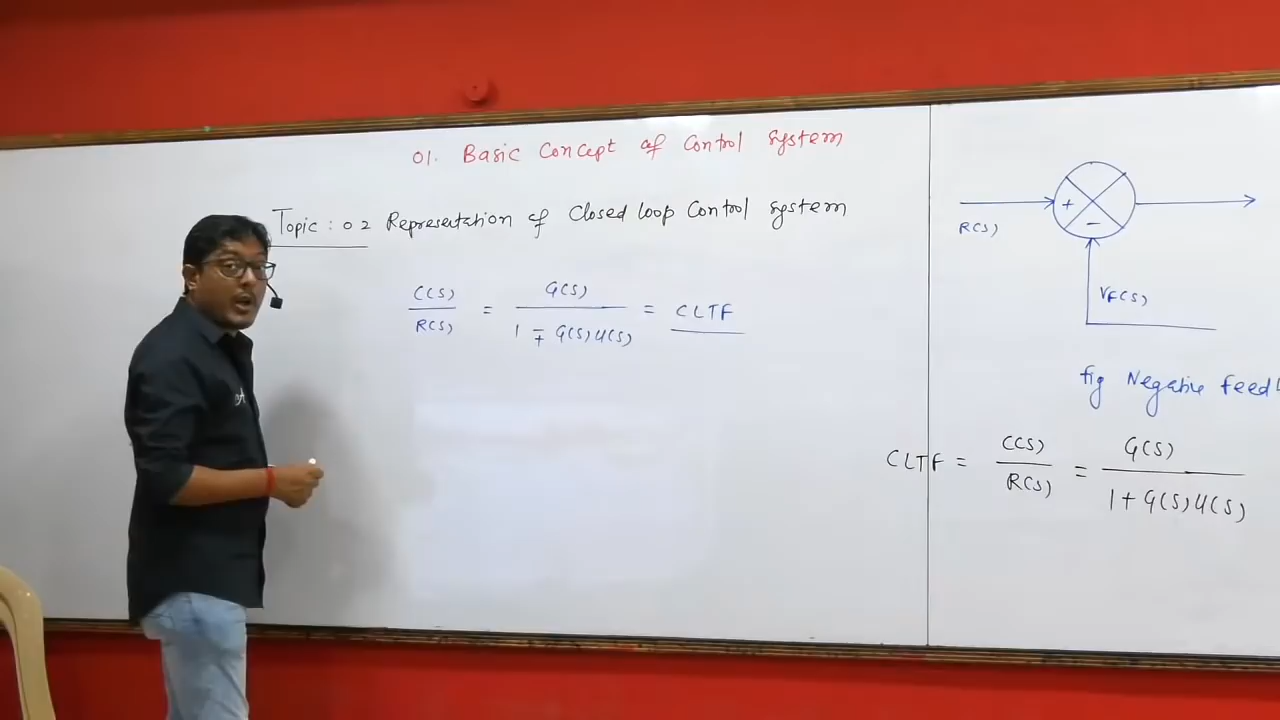 01. Basic Concept of Control System
Topic : 02 Representation of Closed loop Control System
C(S) / R(S) = G(S) / 1 ∓ G(S)H(S) = CLTF
+
-
R(S)
VF(S)
fig Negative feed
CLTF = C(S) / R(S) = G(S) / 1 + G(S)H(S)